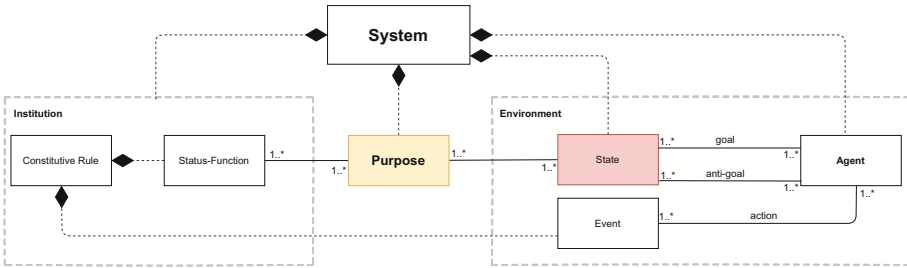 System
Institution
Environment
Constitutive Rule
Status-Function
1..*
1..*
Purpose
1..*
1..*
State
1..*
goal
1..*
Agent
1..*
anti-goal
1..*
1..*
Event
1..*
action